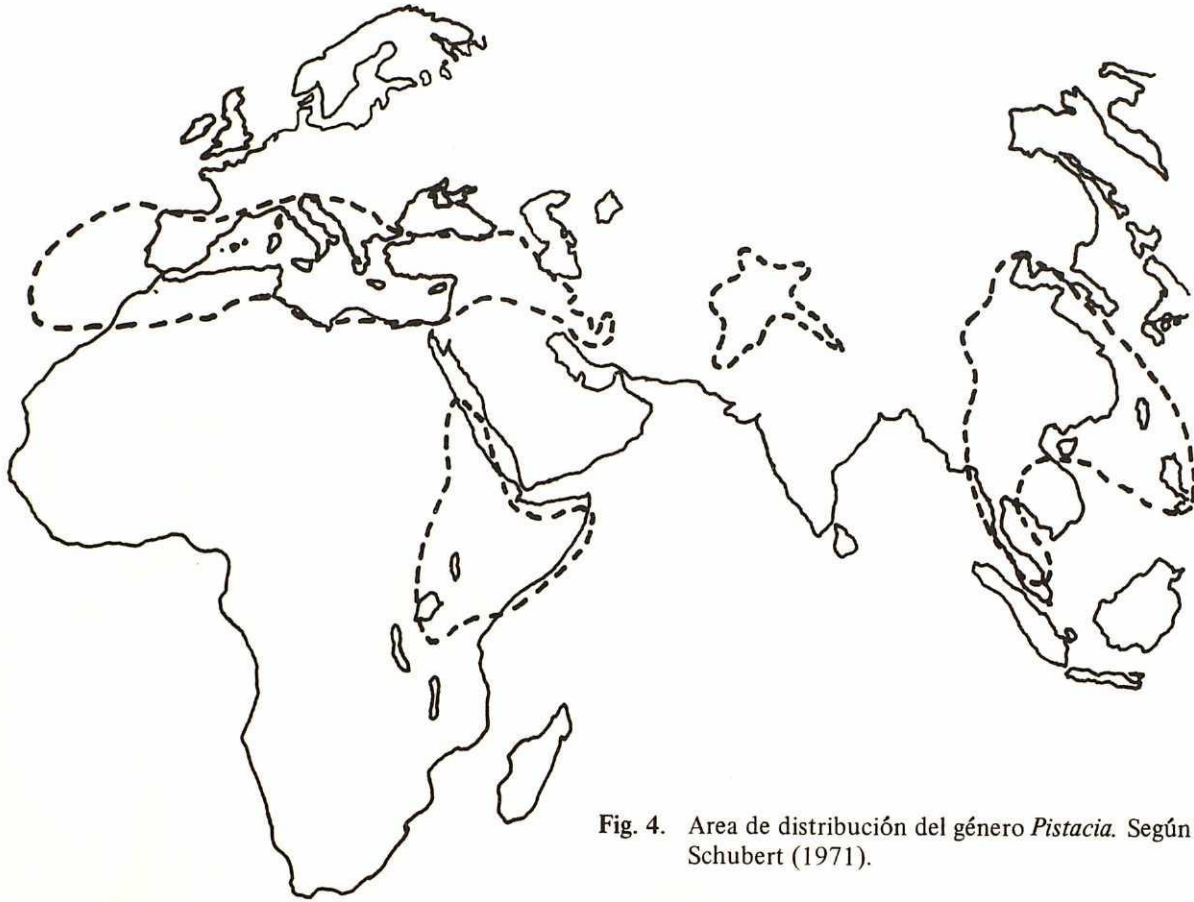 Fig. 4. Area de distribución del género Pistacia. Según
Schubert (1971).